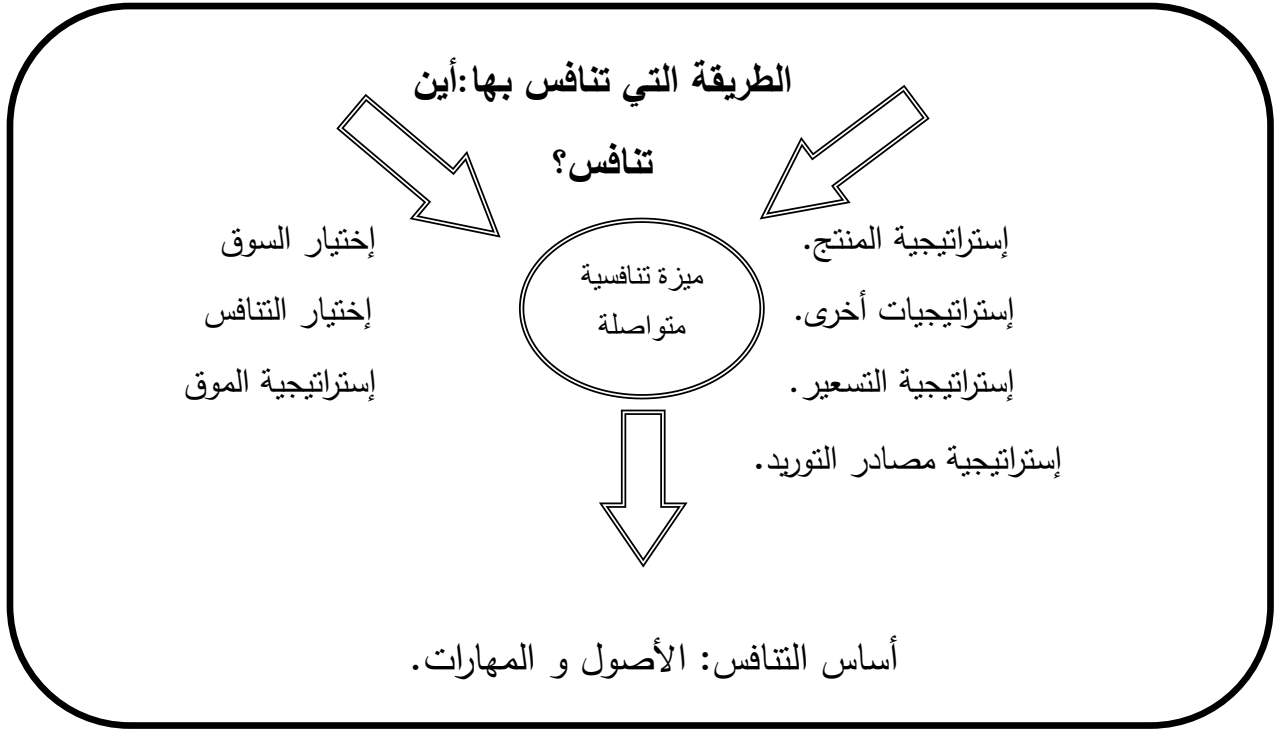 الطريقة التي تنافس بها:أين
تنافس؟
إستراتيجية المنتج.
إستراتيجيات أخرى.
إستراتيجية التسعير.
إستراتيجية مصادر التوريد.
ميزة تنافسية
متواصلة
إختيار السوق
إختيار التنافس
إستراتيجية الموق
أساس التنافس: الأصول و المهارات.